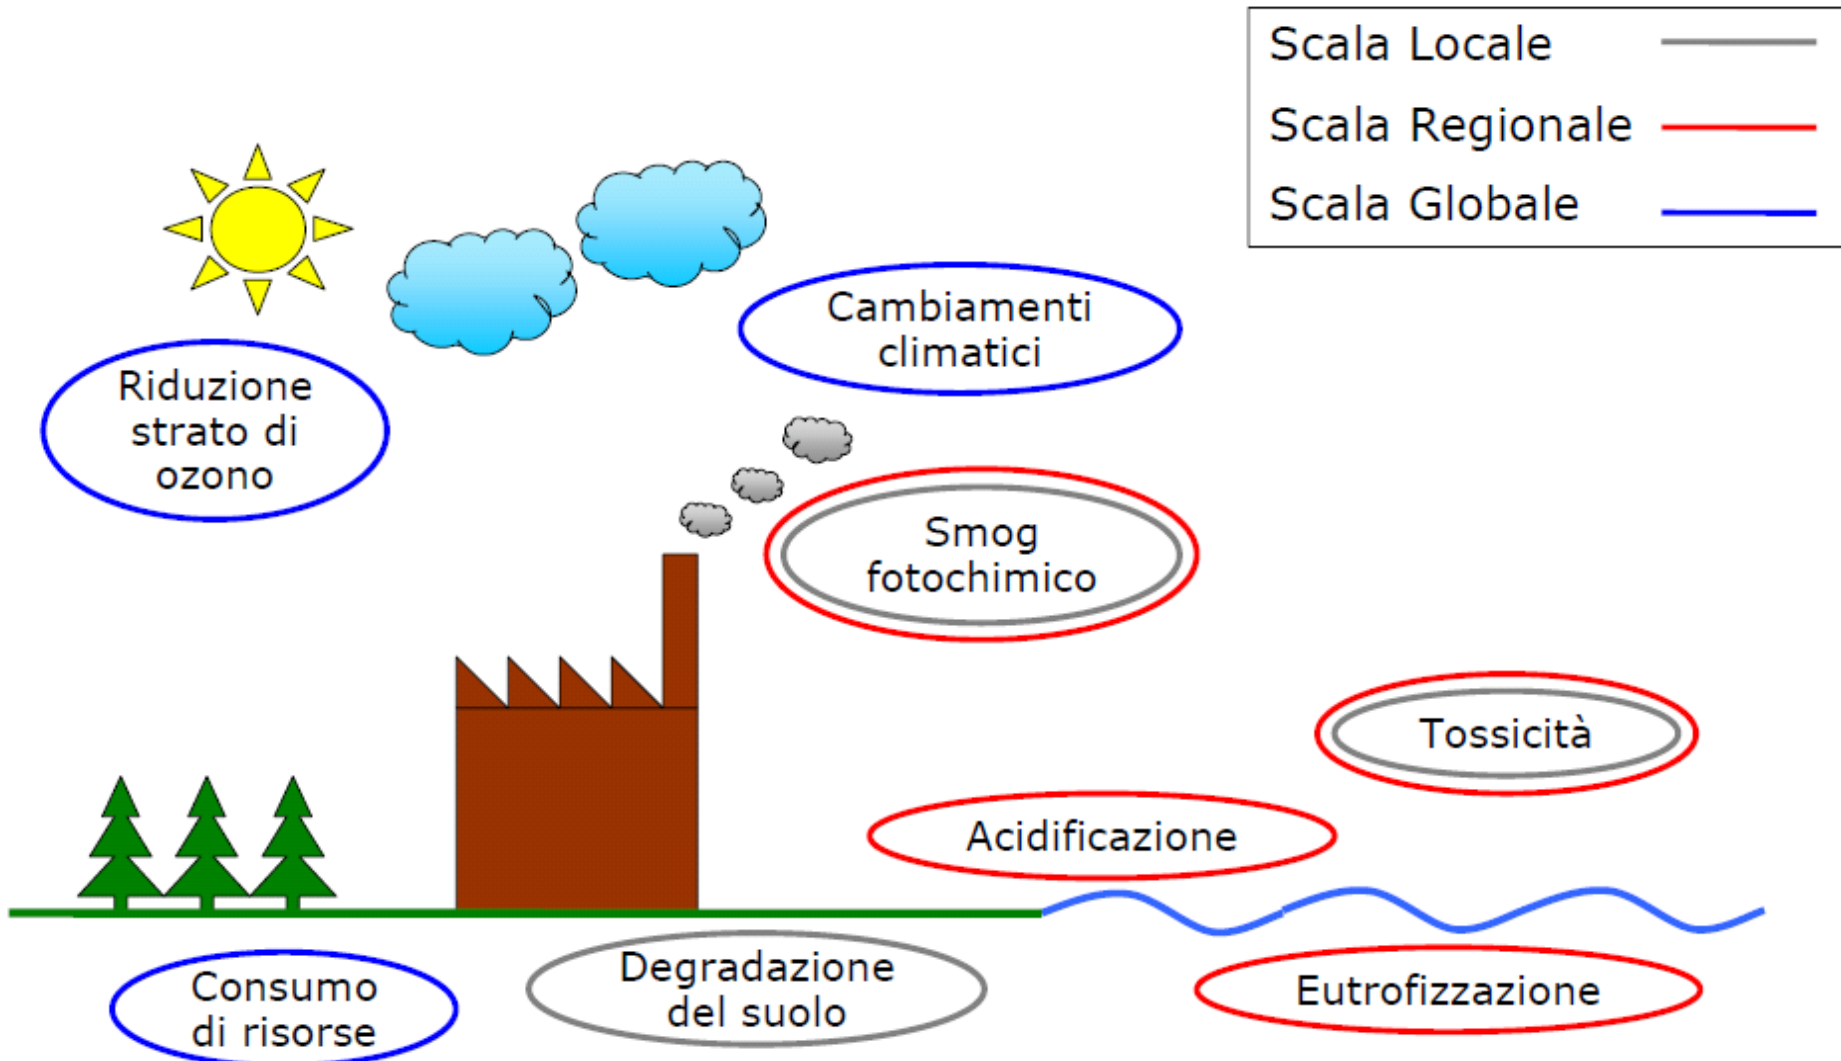 Scala Locale
Scala Regionale
Scala Globale
Cambiamenti
climatici
Riduzione
strato di
ozono
Smog
fotochimico
Tossicità
Acidificazione
Degradazione
del suolo
Consumo
di risorse
Eutrofizzazione